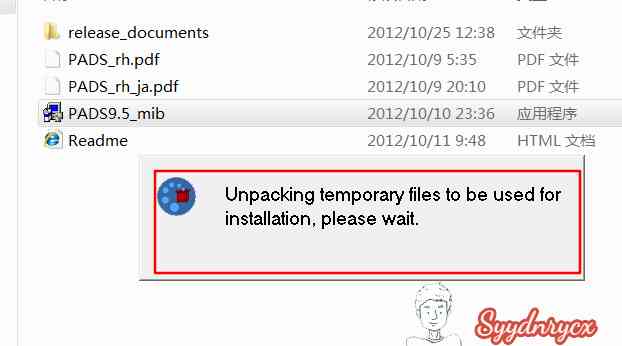 release_documents 2012/10/25 12:38 文件夹
PADS_rh.pdf 2012/10/9 5:35 PDF 文件
PADS_rh_ja.pdf 2012/10/9 20:10 PDF 文件
PADS9.5_mib 2012/10/10 23:36 应用程序
Readme 2012/10/11 9:48 HTML 文档
Unpacking temporary files to be used for
installation, please wait.
Syydnrycx